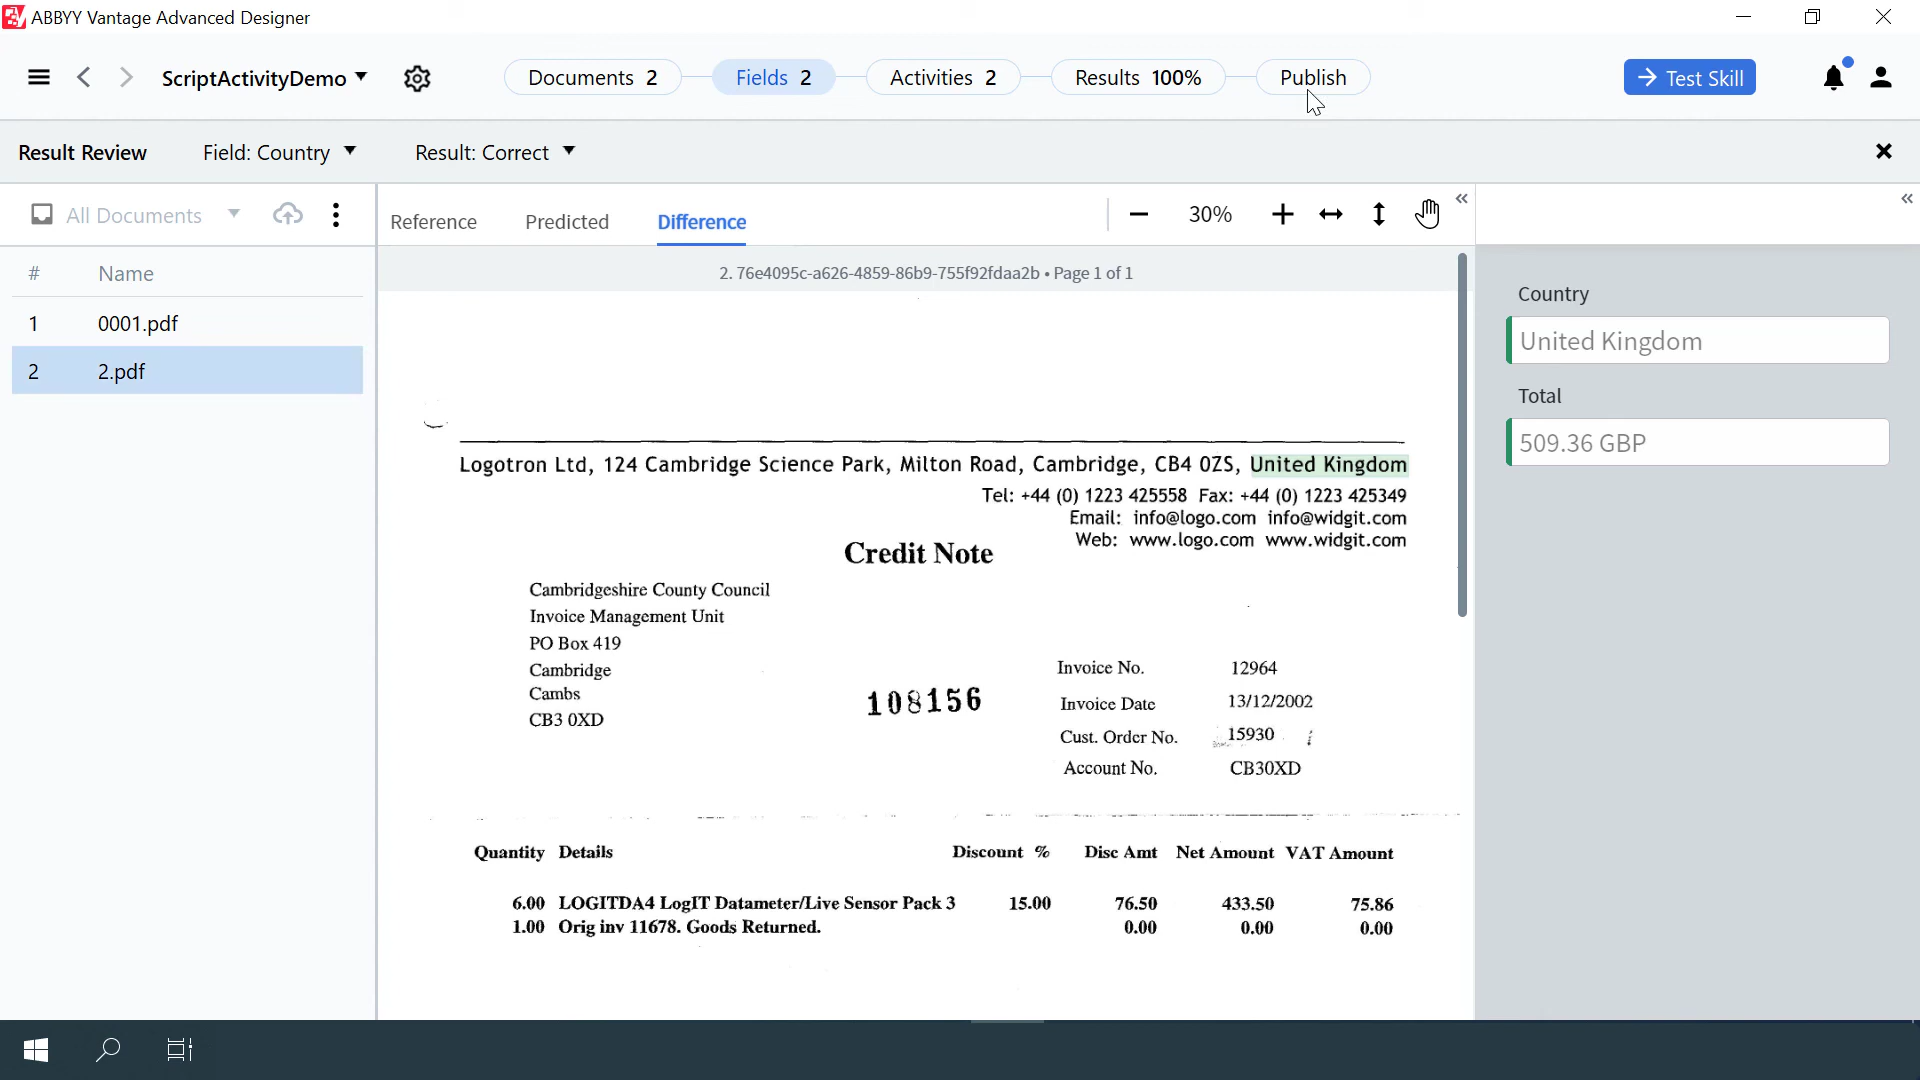 ABBYY Vantage Advanced Designer
ScriptActivityDemo
Documents 2
Fields 2
Activities 2
Results 100%
Publish
Test Skill
Result Review
Field: Country
Result: Correct
All Documents
Reference
Predicted
Difference
30%
# Name
1 0001.pdf
2 2.pdf
2. 76e4095c-a626-4859-86b9-755f92fdaa2b • Page 1 of 1
Logotron Ltd, 124 Cambridge Science Park, Milton Road, Cambridge, CB4 0ZS, United Kingdom
Tel: +44 (0) 1223 425558 Fax: +44 (0) 1223 425349
Email: info@logo.com info@widgit.com
Web: www.logo.com www.widgit.com
Credit Note
Cambridgeshire County Council
Invoice Management Unit
PO Box 419
Cambridge
Cambs
CB3 0XD
108156
Invoice No. 12964
Invoice Date 13/12/2002
Cust. Order No. 15930
Account No. CB30XD
Quantity Details Discount % Disc Amt Net Amount VAT Amount
6.00 LOGITDA4 LogIT Datameter/Live Sensor Pack 3 15.00 76.50 433.50 75.86
1.00 Orig inv 11678. Goods Returned. 0.00 0.00 0.00
Country
United Kingdom
Total
509.36 GBP